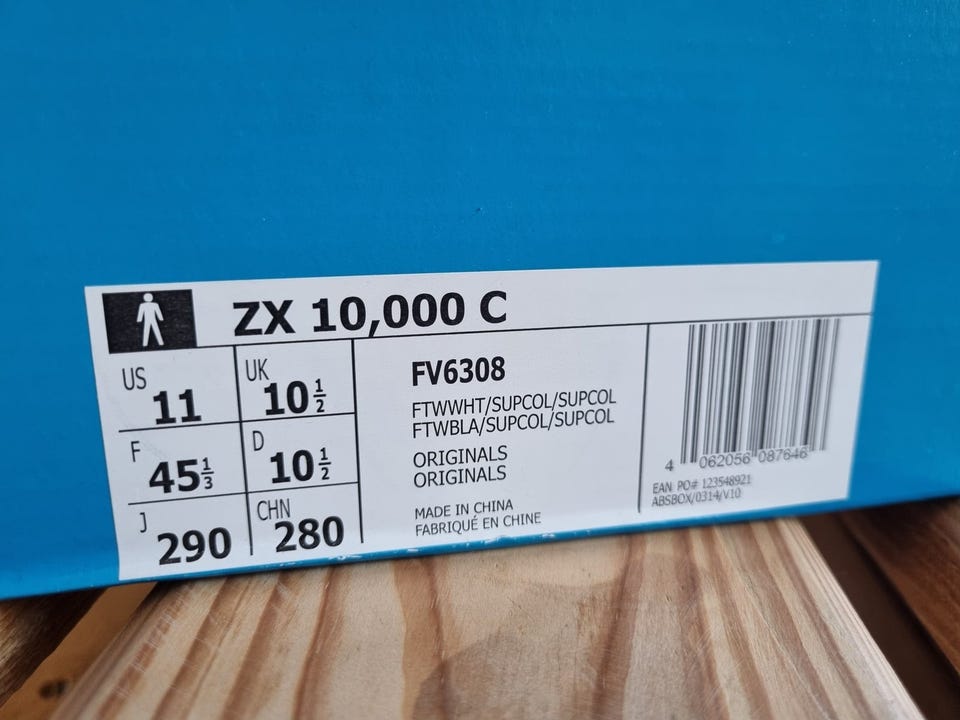 ZX 10,000 C
US 11
UK 10 1/2
F 45 1/3
D 10 1/2
J 290
CHN 280
FV6308
FTWWHT/SUPCOL/SUPCOL
FTWBLA/SUPCOL/SUPCOL
ORIGINALS
ORIGINALS
MADE IN CHINA
FABRIQUÉ EN CHINE
4 062056 087646
EAN PO# 123548921
ABSBOX/0314/V10